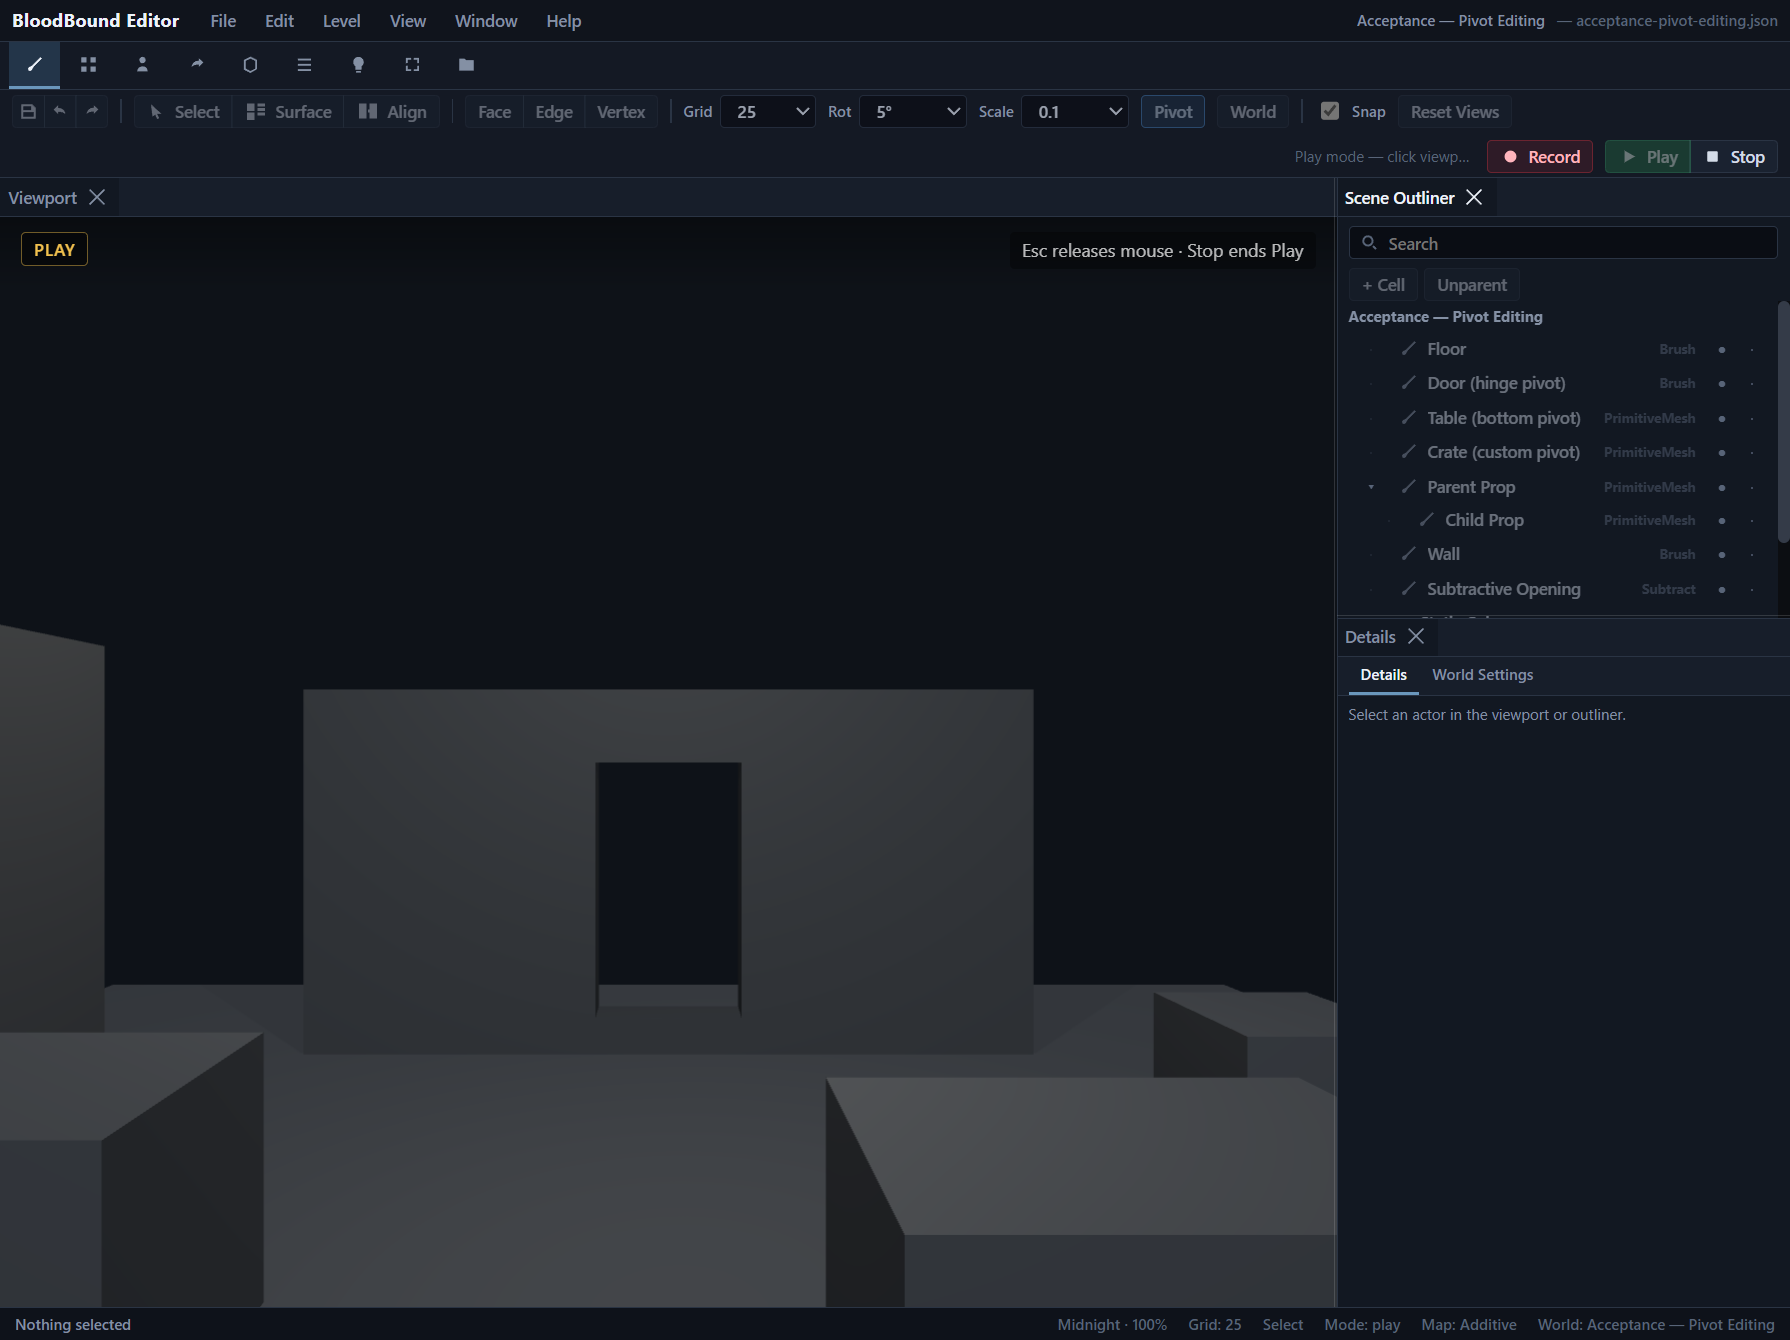 BloodBound Editor File Edit Level View Window Help Acceptance — Pivot Editing — acceptance-pivot-editing.json
Select Surface Align Face Edge Vertex Grid 25 Rot 5° Scale 0.1 Pivot World Snap Reset Views
Play mode — click viewp... Record Play Stop
Viewport
PLAY
Esc releases mouse · Stop ends Play
Scene Outliner
Search
+ Cell Unparent
Acceptance — Pivot Editing
Floor Brush
Door (hinge pivot) Brush
Table (bottom pivot) PrimitiveMesh
Crate (custom pivot) PrimitiveMesh
Parent Prop PrimitiveMesh
Child Prop PrimitiveMesh
Wall Brush
Subtractive Opening Subtract
Details
Details World Settings
Select an actor in the viewport or outliner.
Nothing selected Midnight · 100% Grid: 25 Select Mode: play Map: Additive World: Acceptance — Pivot Editing